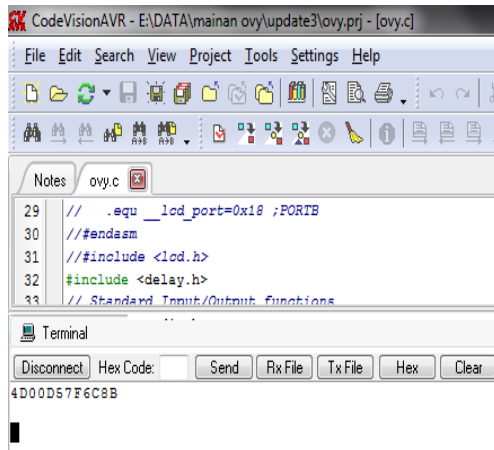 CodeVisionAVR - E:\DATA\mainan ovy\update3\ovy.prj - [ovy.c]
File Edit Search View Project Tools Settings Help
Notes ovy.c
29 // .equ __lcd_port=0x18 ;PORTB
30 //#endasm
31 //#include <lcd.h>
32 #include <delay.h>
33 // Standard Input/Output functions
Terminal
Disconnect Hex Code: Send Rx File Tx File Hex Clear
4D00D57F6C8B